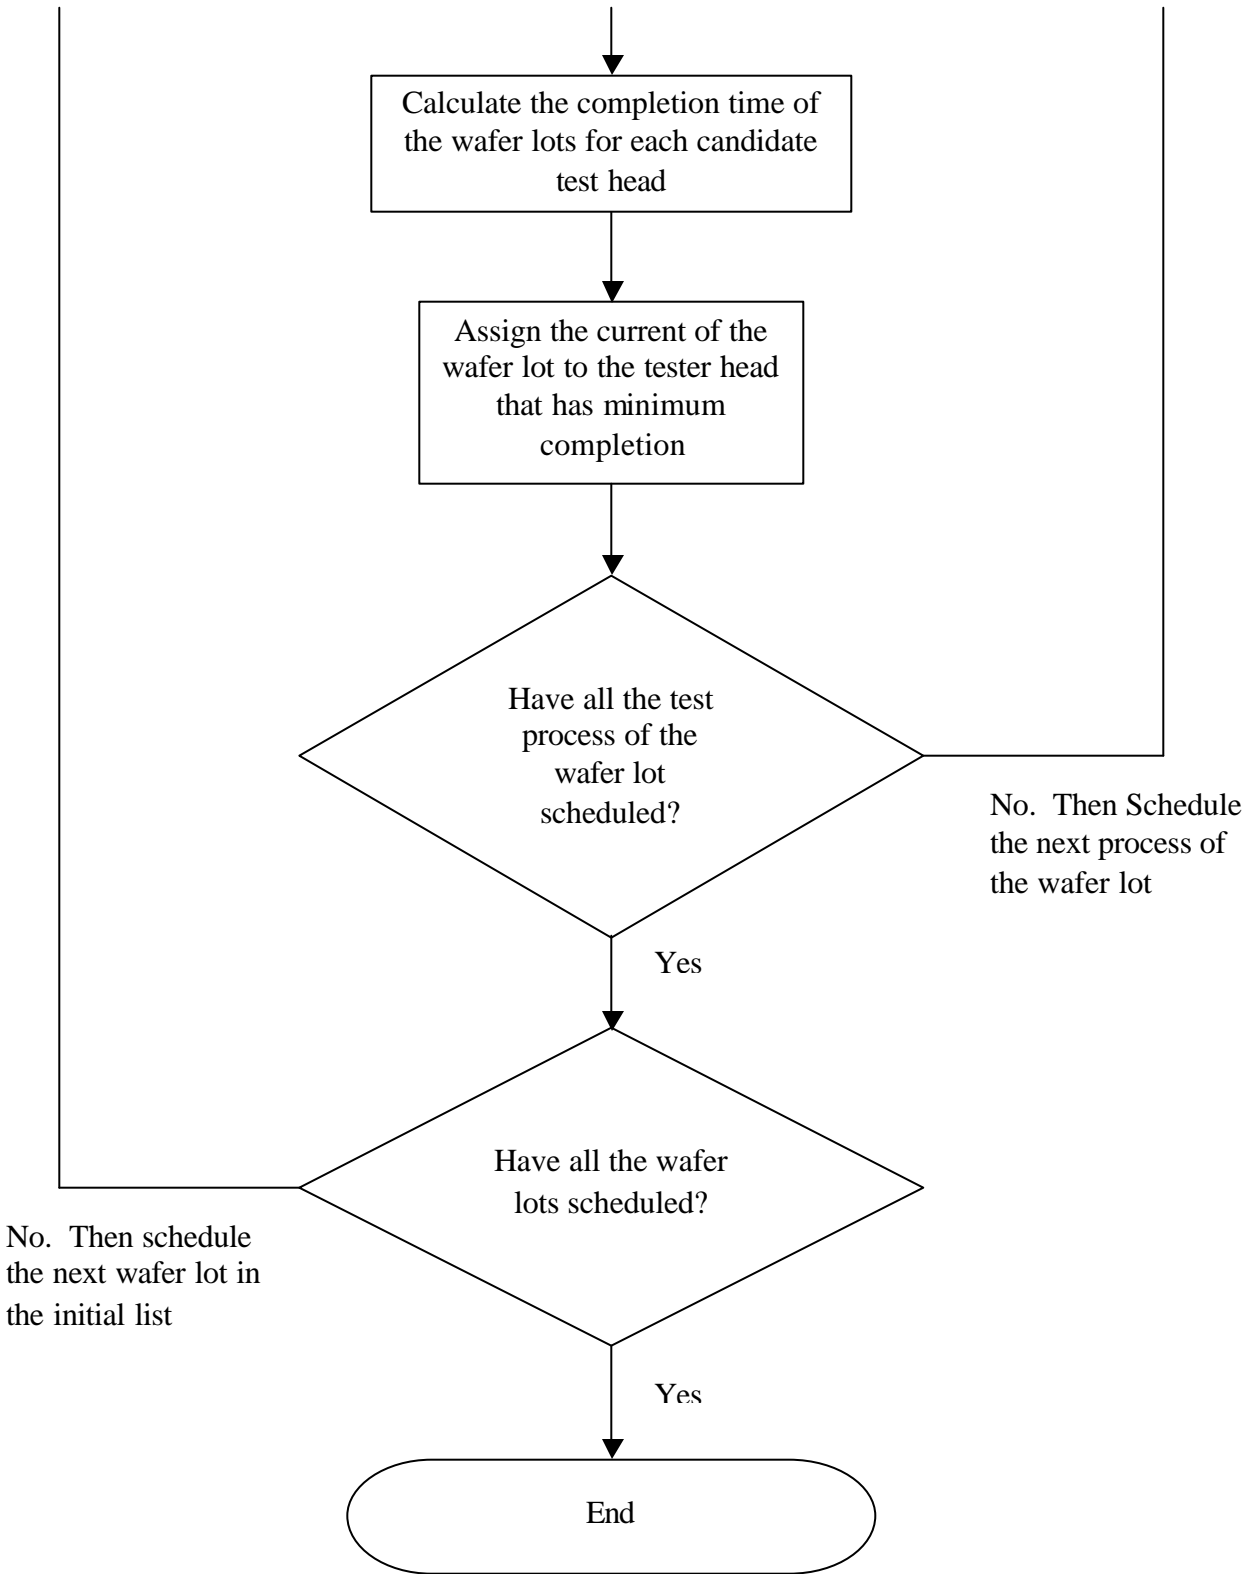 Calculate the completion time of
the wafer lots for each candidate
test head
Assign the current of the
wafer lot to the tester head
that has minimum
completion
Have all the test
process of the
wafer lot
scheduled?
No.  Then Schedule
the next process of
the wafer lot
Yes
Have all the wafer
lots scheduled?
No.  Then schedule
the next wafer lot in
the initial list
Yes
End